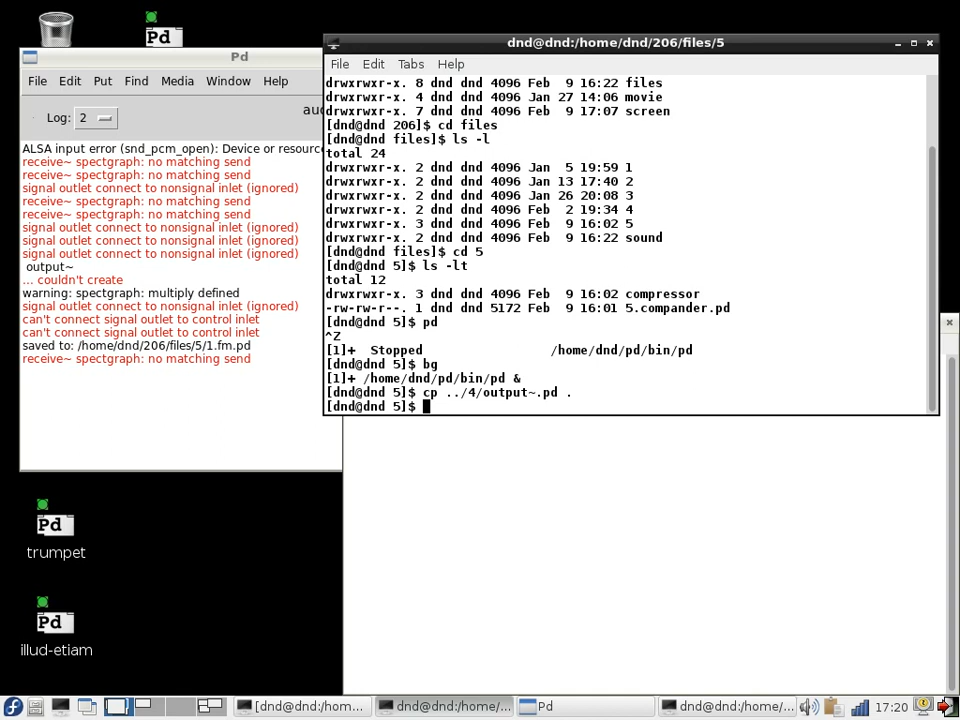 Pd
Pd
File Edit Put Find Media Window Help
Log: 2
ALSA input error (snd_pcm_open): Device or resource
receive~ spectgraph: no matching send
receive~ spectgraph: no matching send
signal outlet connect to nonsignal inlet (ignored)
receive~ spectgraph: no matching send
receive~ spectgraph: no matching send
signal outlet connect to nonsignal inlet (ignored)
signal outlet connect to nonsignal inlet (ignored)
signal outlet connect to nonsignal inlet (ignored)
output~
... couldn't create
warning: spectgraph: multiply defined
signal outlet connect to nonsignal inlet (ignored)
can't connect signal outlet to control inlet
can't connect signal outlet to control inlet
saved to: /home/dnd/206/files/5/1.fm.pd
receive~ spectgraph: no matching send
dnd@dnd:/home/dnd/206/files/5
File Edit Tabs Help
drwxrwxr-x. 8 dnd dnd 4096 Feb  9 16:22 files
drwxrwxr-x. 4 dnd dnd 4096 Jan 27 14:06 movie
drwxrwxr-x. 7 dnd dnd 4096 Feb  9 17:07 screen
[dnd@dnd 206]$ cd files
[dnd@dnd files]$ ls -l
total 24
drwxrwxr-x. 2 dnd dnd 4096 Jan  5 19:59 1
drwxrwxr-x. 2 dnd dnd 4096 Jan 13 17:40 2
drwxrwxr-x. 2 dnd dnd 4096 Jan 26 20:08 3
drwxrwxr-x. 2 dnd dnd 4096 Feb  2 19:34 4
drwxrwxr-x. 3 dnd dnd 4096 Feb  9 16:02 5
drwxrwxr-x. 2 dnd dnd 4096 Feb  9 16:22 sound
[dnd@dnd files]$ cd 5
[dnd@dnd 5]$ ls -lt
total 12
drwxrwxr-x. 3 dnd dnd 4096 Feb  9 16:02 compressor
-rw-rw-r--. 1 dnd dnd 5172 Feb  9 16:01 5.compander.pd
[dnd@dnd 5]$ pd
^Z
[1]+  Stopped                 /home/dnd/pd/bin/pd
[dnd@dnd 5]$ bg
[1]+ /home/dnd/pd/bin/pd &
[dnd@dnd 5]$ cp ../4/output~.pd .
[dnd@dnd 5]$
Pd
trumpet
Pd
illud-etiam
[dnd@dnd:/hom... dnd@dnd:/home/... Pd dnd@dnd:/home/... 17:20